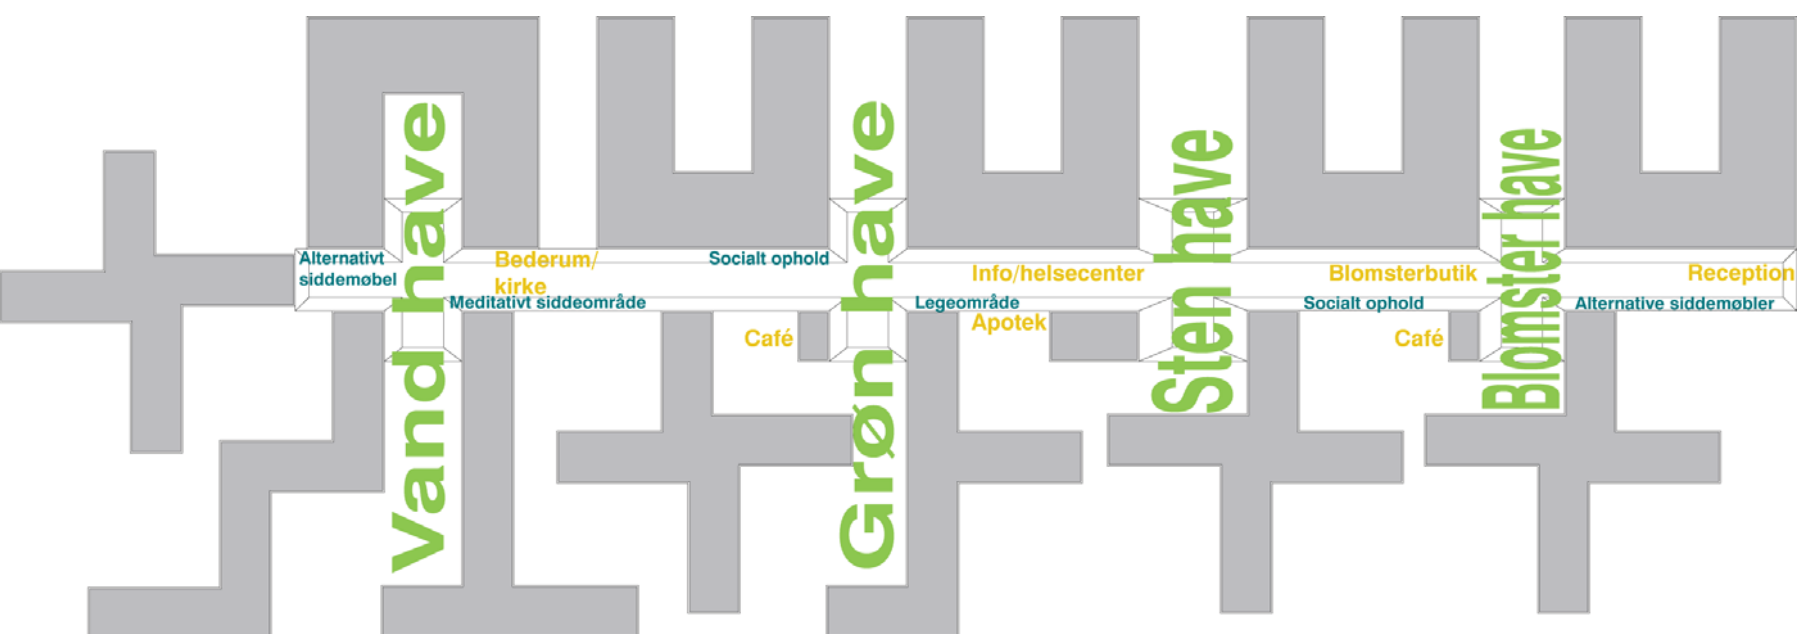 Vand have
Grøn have
Sten have
Blomster have
Alternativt
siddemøbel
Bederum/
kirke
Meditativt siddeområde
Socialt ophold
Café
Info/helsecenter
Legeområde
Apotek
Blomsterbutik
Socialt ophold
Café
Reception
Alternative siddemøbler